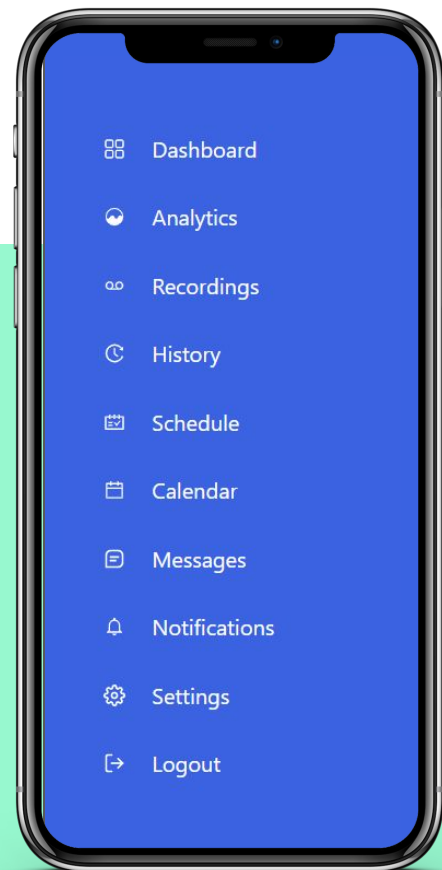 Dashboard
Analytics
Recordings
History
Schedule
Calendar
Messages
Notifications
Settings
Logout